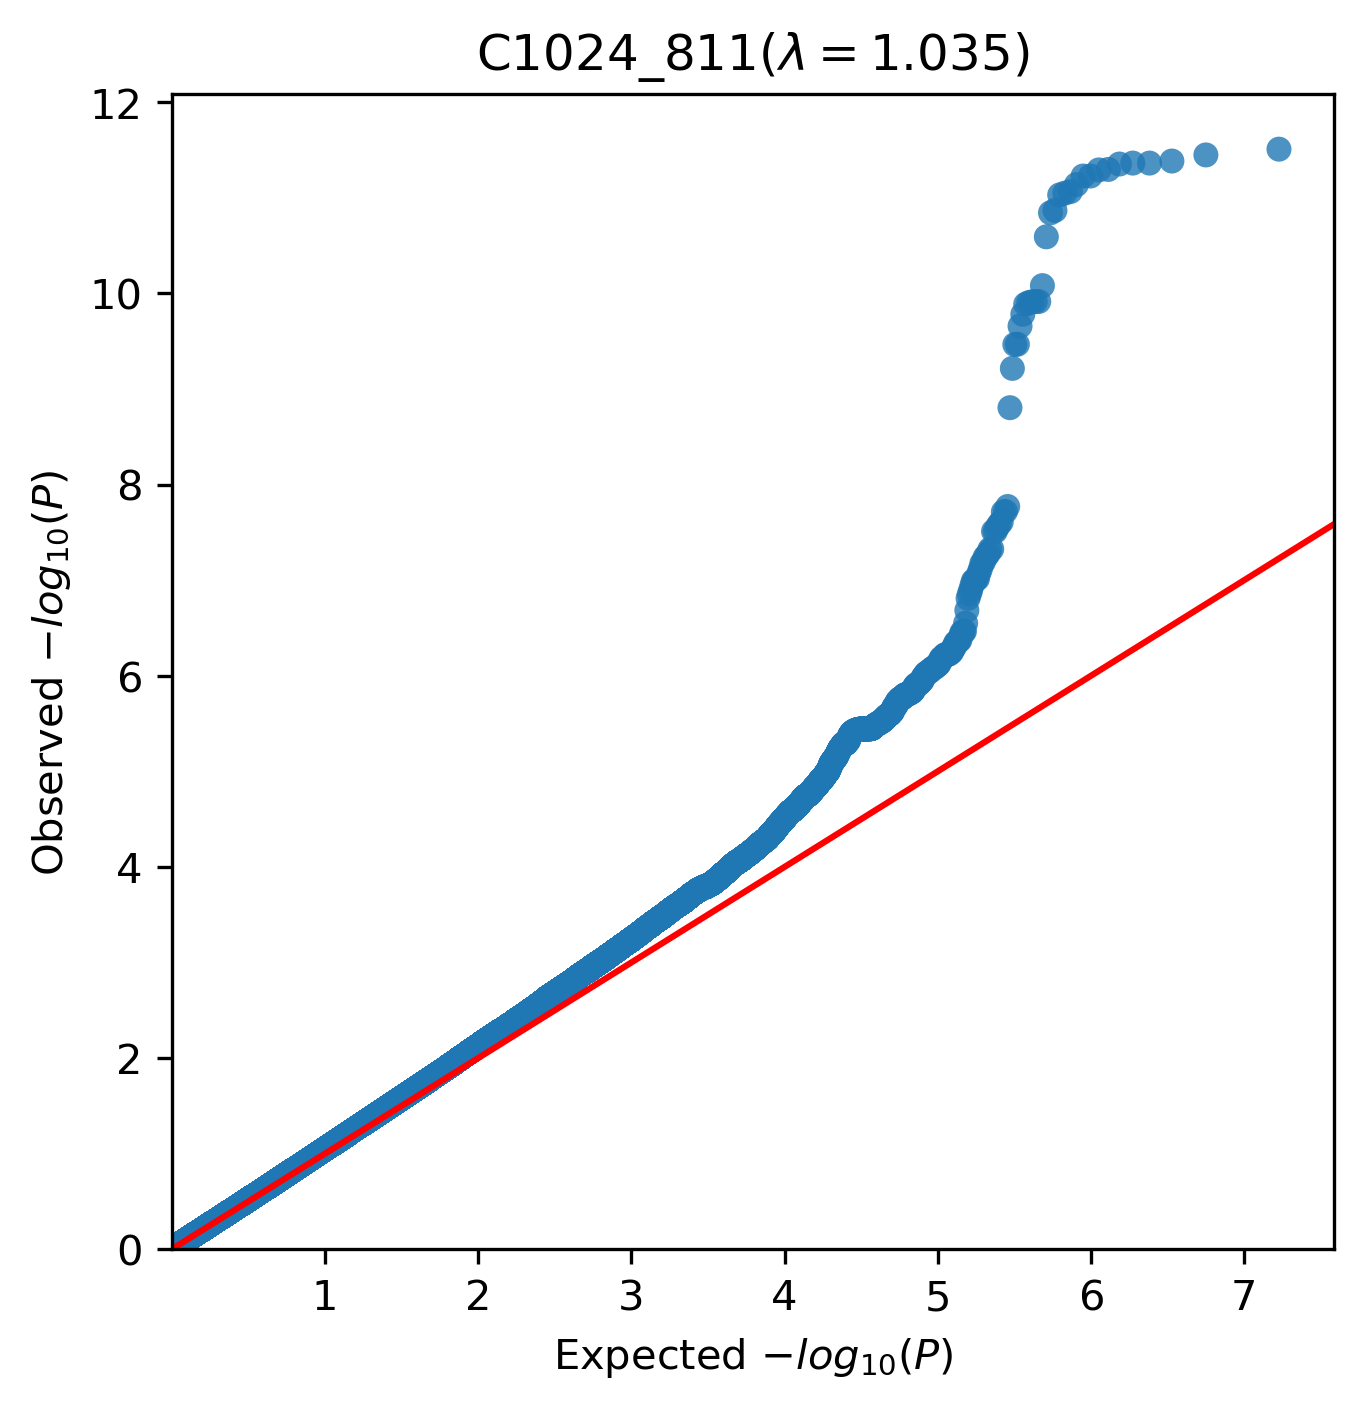 C1024_811(λ = 1.035)
12
10
8
6
4
2
0
Observed −log₁₀(P)
1 2 3 4 5 6 7
Expected −log₁₀(P)